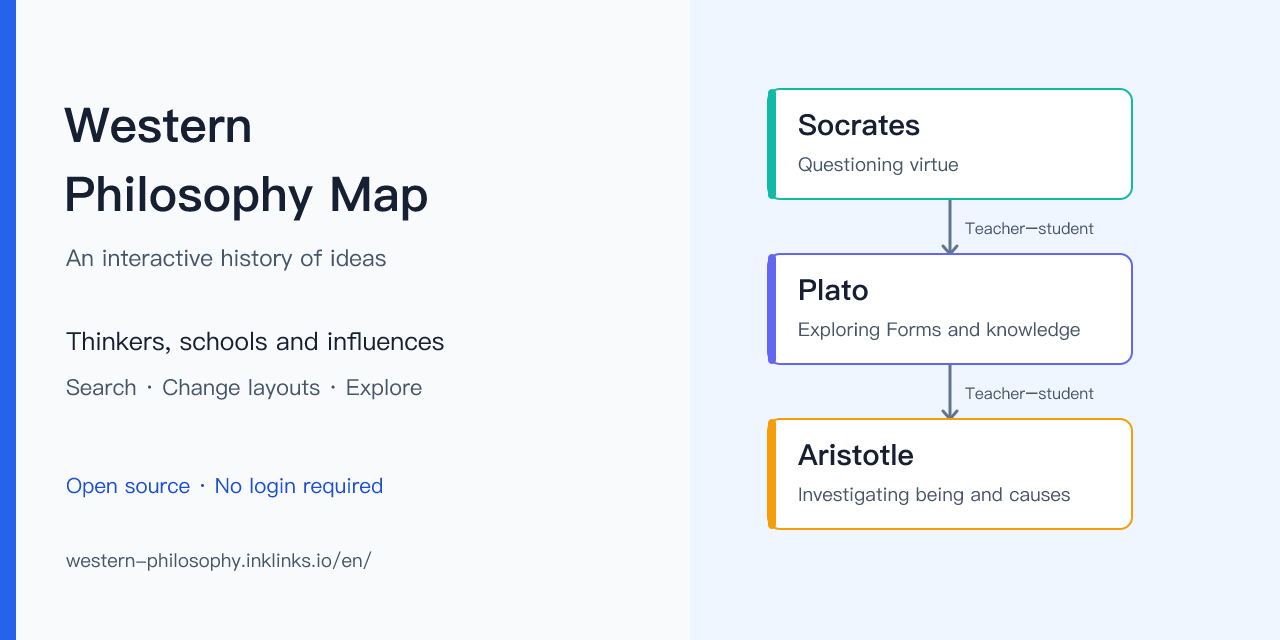 Western
Philosophy Map
An interactive history of ideas
Thinkers, schools and influences
Search · Change layouts · Explore
Open source · No login required
western–philosophy.inklinks.io/en/
Socrates
Questioning virtue
Teacher—student
Plato
Exploring Forms and knowledge
Teacher—student
Aristotle
Investigating being and causes